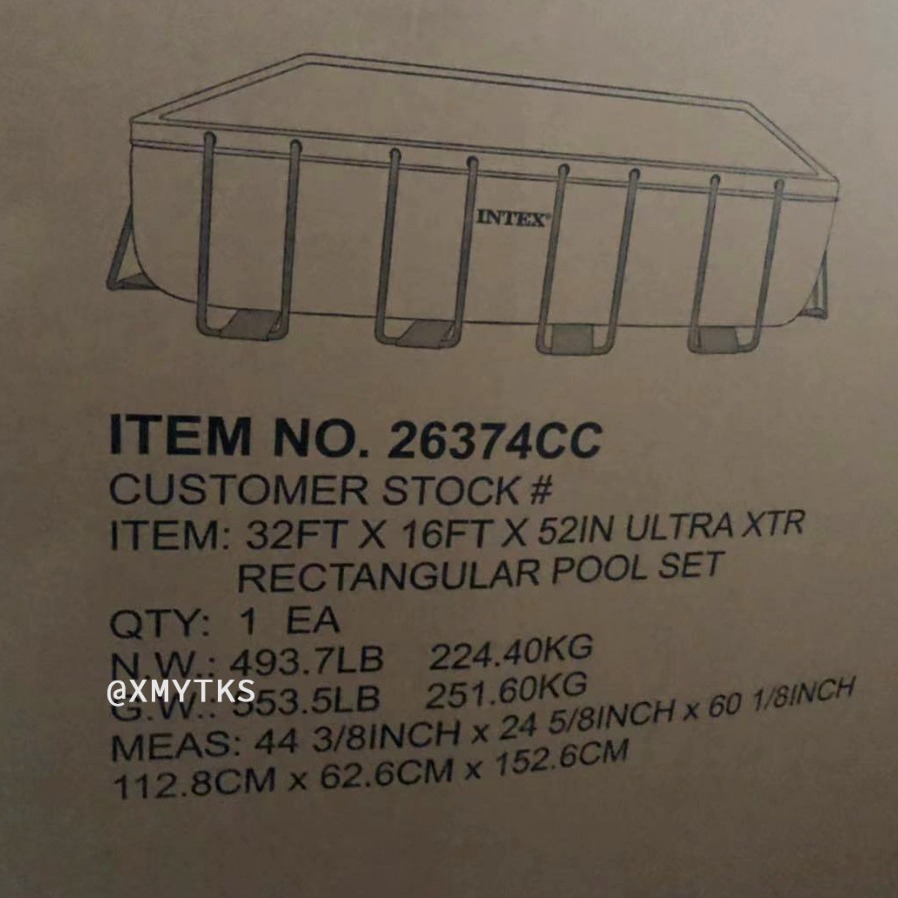 INTEX®
ITEM NO. 26374CC
CUSTOMER STOCK #
ITEM: 32FT X 16FT X 52IN ULTRA XTR
RECTANGULAR POOL SET
QTY: 1 EA
N.W.: 493.7LB 224.40KG
@XMYTKS
G.W.: 553.5LB 251.60KG
MEAS: 44 3/8INCH x 24 5/8INCH x 60 1/8INCH
112.8CM x 62.6CM x 152.6CM